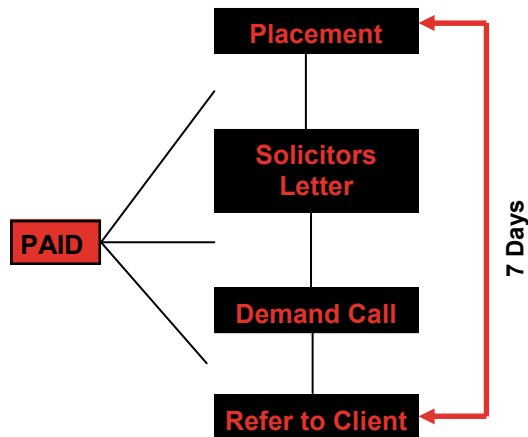 Placement
Solicitors
Letter
PAID
7 Days
Demand Call
Refer to Client